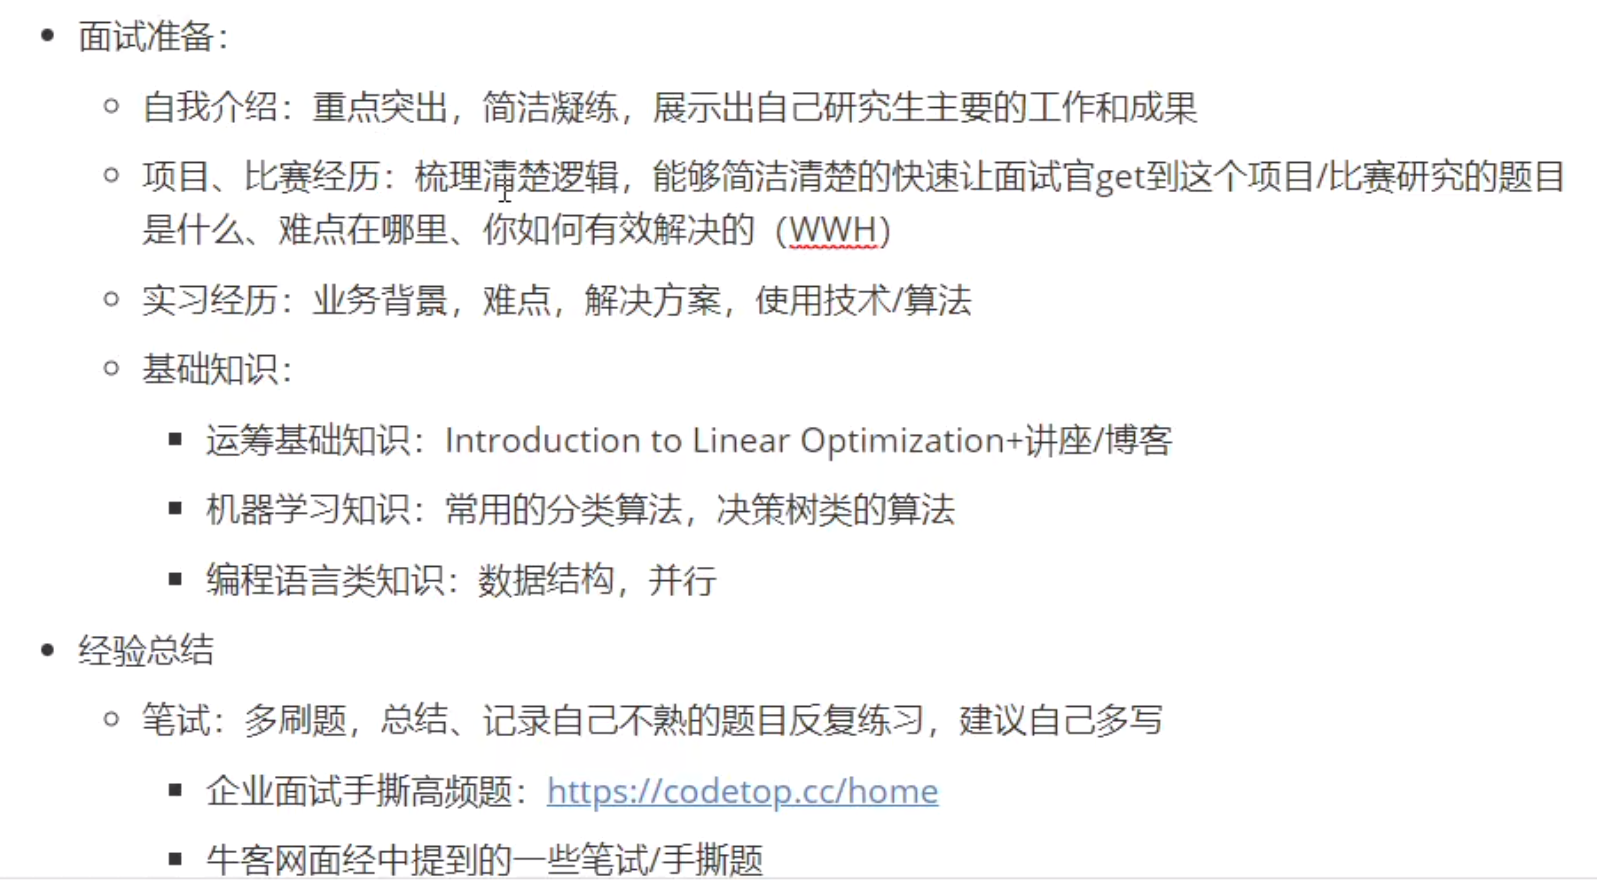 面试准备：
自我介绍：重点突出，简洁凝练，展示出自己研究生主要的工作和成果
项目、比赛经历：梳理清楚逻辑，能够简洁清楚的快速让面试官get到这个项目/比赛研究的题目
是什么、难点在哪里、你如何有效解决的（WWH）
实习经历：业务背景，难点，解决方案，使用技术/算法
基础知识：
运筹基础知识：Introduction to Linear Optimization+讲座/博客
机器学习知识：常用的分类算法，决策树类的算法
编程语言类知识：数据结构，并行
经验总结
笔试：多刷题，总结、记录自己不熟的题目反复练习，建议自己多写
企业面试手撕高频题：https://codetop.cc/home
牛客网面经中提到的一些笔试/手撕题